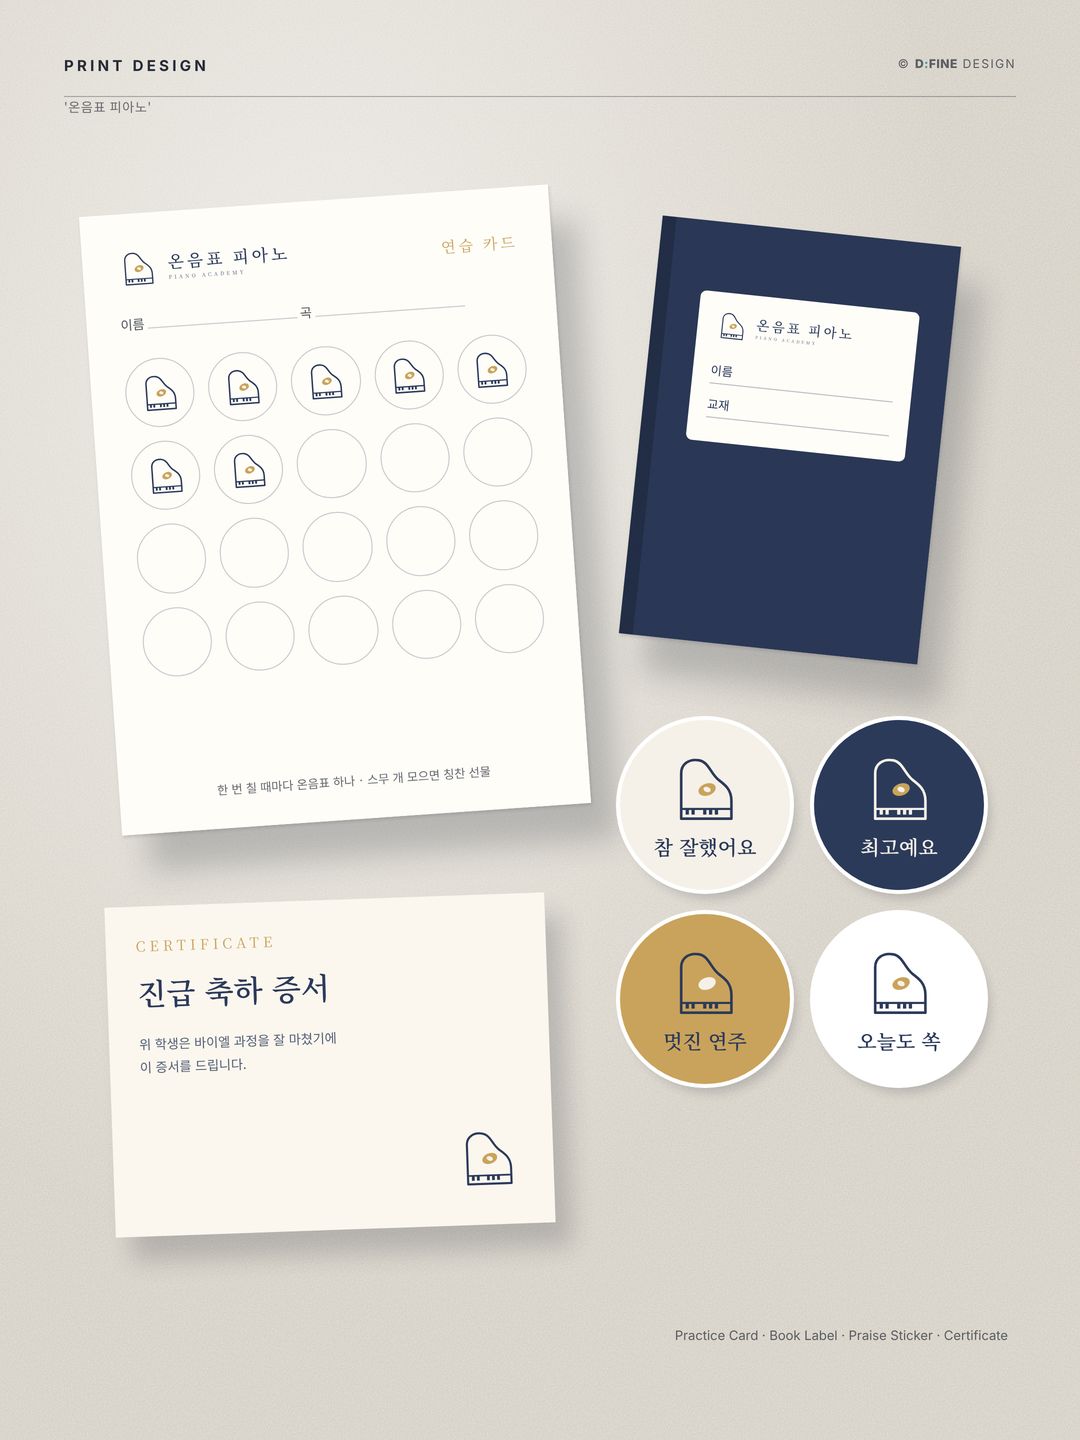 PRINT DESIGN
© D:FINE DESIGN
'온음표 피아노'
온음표 피아노
PIANO ACADEMY
연습 카드
이름 곡
한 번 칠 때마다 온음표 하나 · 스무 개 모으면 칭찬 선물
온음표 피아노
PIANO ACADEMY
이름
교재
참 잘했어요
최고예요
멋진 연주
오늘도 쏙
CERTIFICATE
진급 축하 증서
위 학생은 바이엘 과정을 잘 마쳤기에
이 증서를 드립니다.
Practice Card · Book Label · Praise Sticker · Certificate